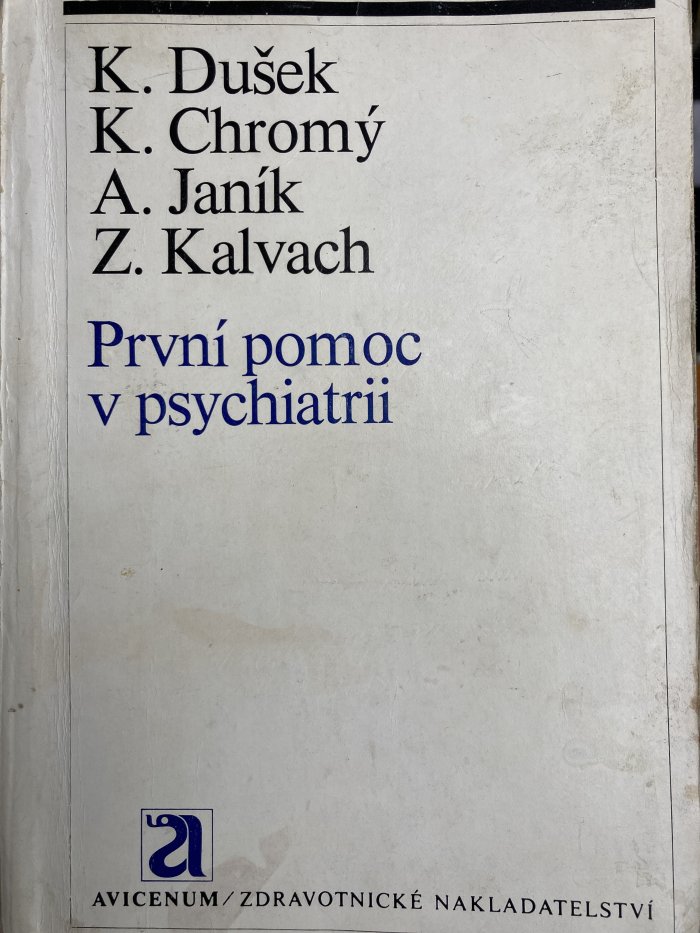 K. Dušek
K. Chromý
A. Janík
Z. Kalvach
První pomoc
v psychiatrii
AVICENUM/ZDRAVOTNICKÉ NAKLADATELSTVÍ